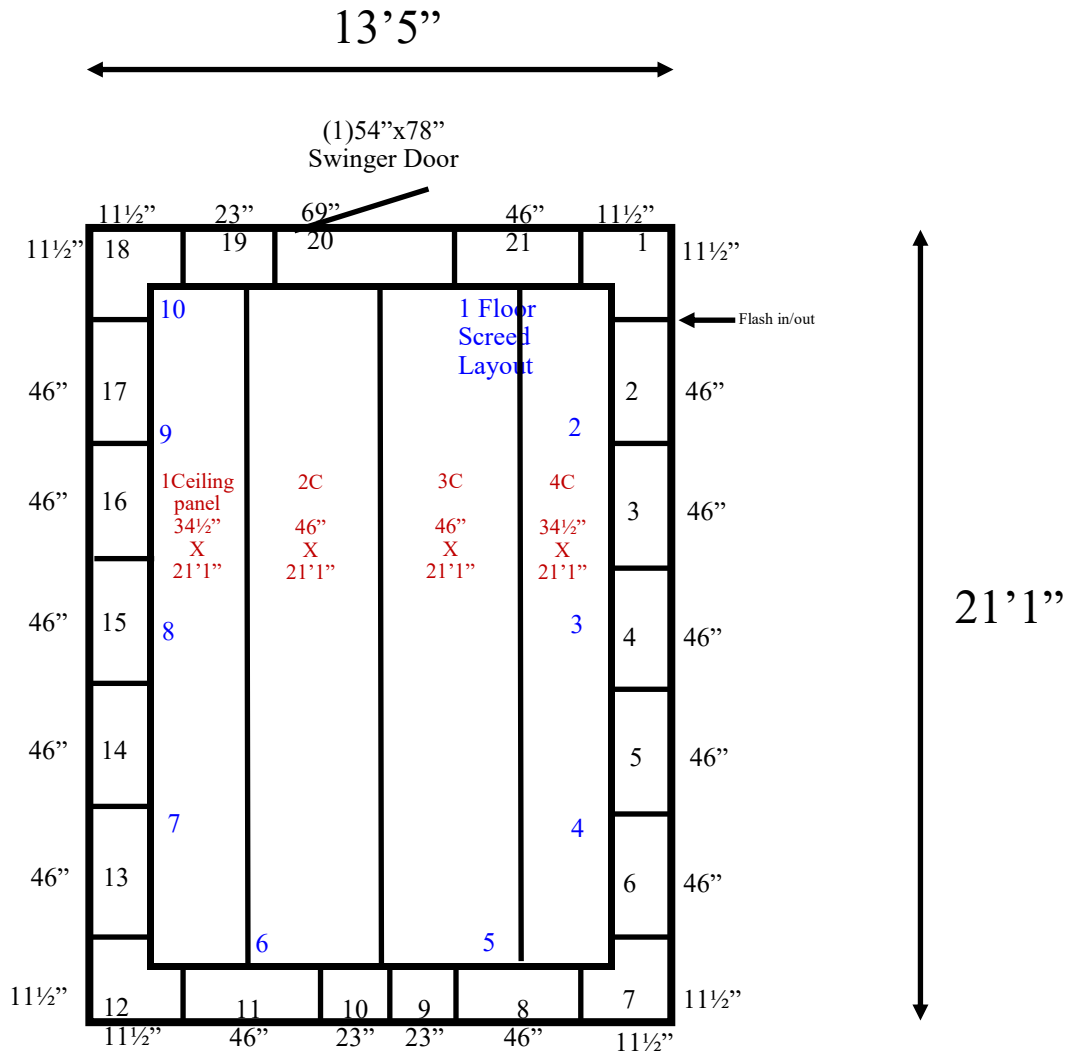 13’5”
(1)54”x78”
Swinger Door
11½” 23” 69” 46” 11½”
11½” 18 19 20 21 1 11½”
10 1 Floor
Screed
Layout
Flash in/out
46” 17 2 46”
9 2
1Ceiling
panel
34½”
X
21’1”
2C
46”
X
21’1”
3C
46”
X
21’1”
4C
34½”
X
21’1”
46” 16 3 46”
21’1”
46” 15 8 3 4 46”
46” 14 5 46”
7 4
46” 13 6 46”
6 5
11½” 12 11 10 9 8 7 11½”
11½” 46” 23” 23” 46” 11½”